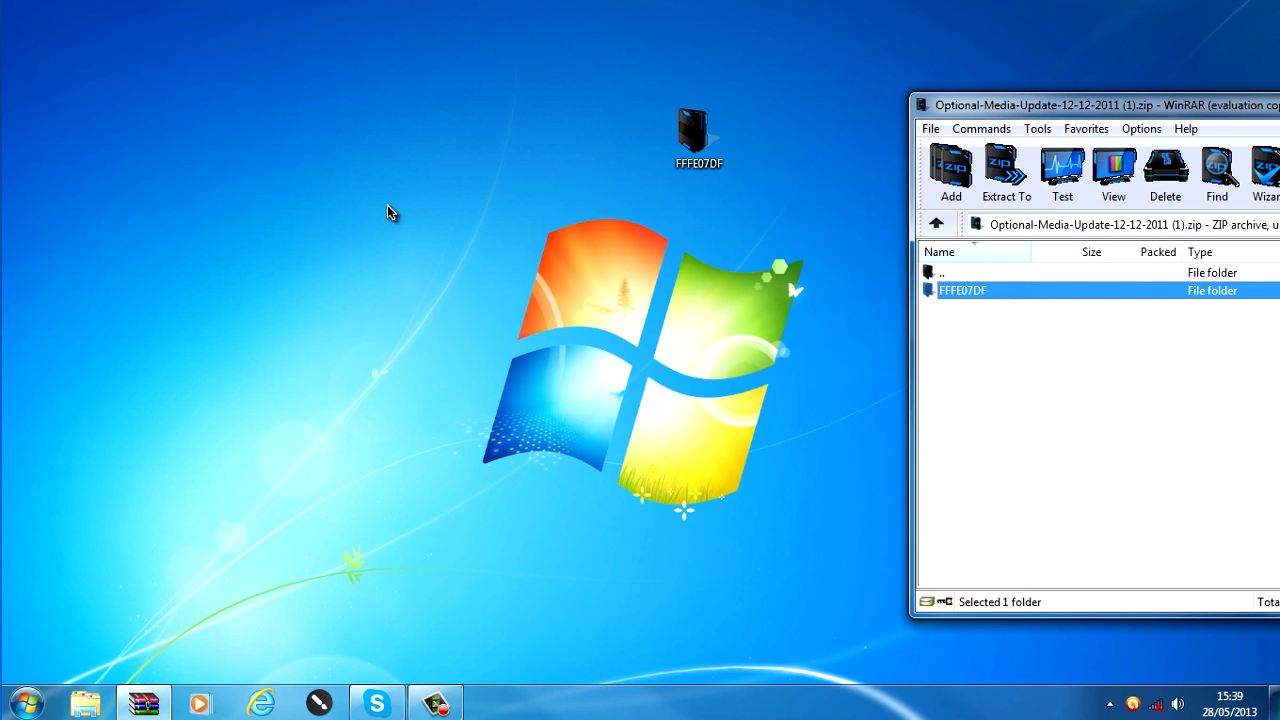 FFFE07DF
Optional-Media-Update-12-12-2011 (1).zip - WinRAR (evaluation cop
File Commands Tools Favorites Options Help
Add Extract To Test View Delete Find Wizar
Optional-Media-Update-12-12-2011 (1).zip - ZIP archive, u
Name Size Packed Type
.. File folder
FFFE07DF File folder
Selected 1 folder Tota
15:39
28/05/2013